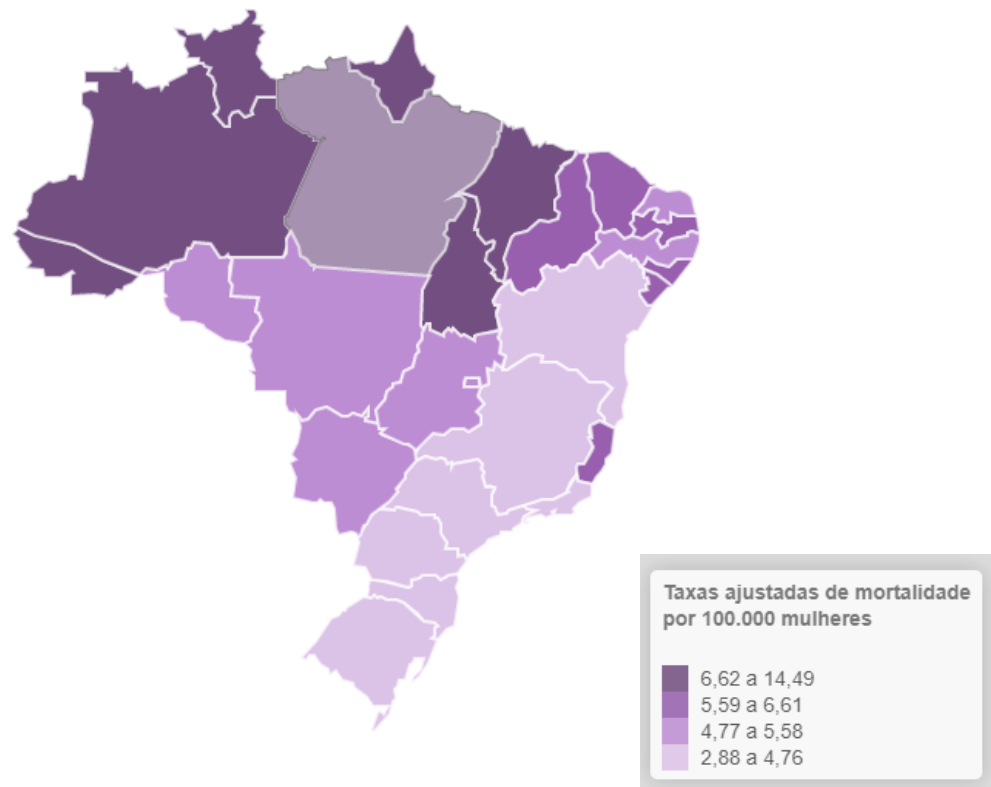 Taxas ajustadas de mortalidade
por 100.000 mulheres
6,62 a 14,49
5,59 a 6,61
4,77 a 5,58
2,88 a 4,76